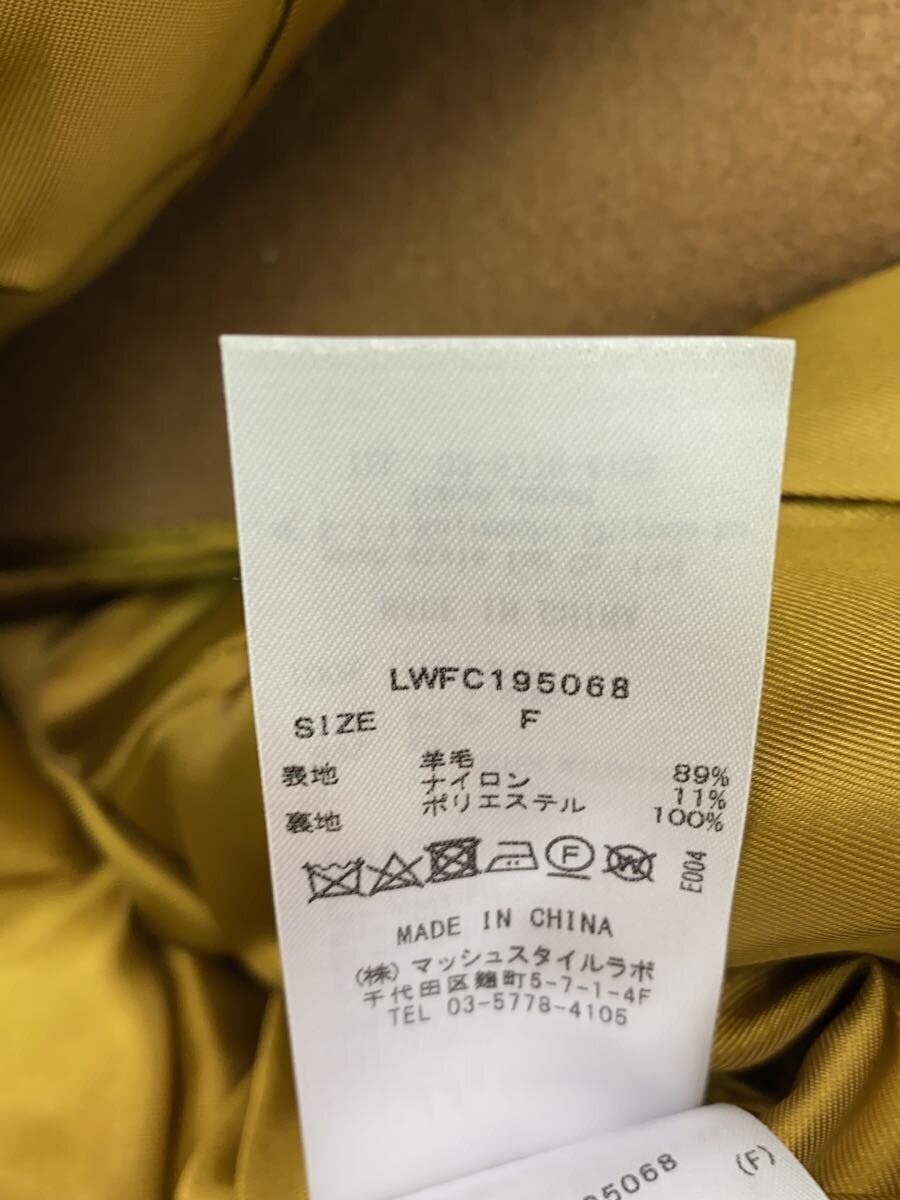 LWFC195068
SIZE F
表地 羊毛 89%
ナイロン 11%
裏地 ポリエステル 100%
F
W
E004
MADE IN CHINA
(株)マッシュスタイルラボ
千代田区麹町5-7-1-4F
TEL 03-5778-4105
95068 (F)